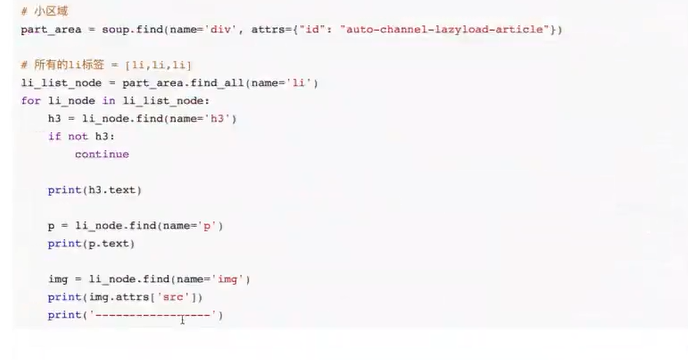 # 小区域
part_area = soup.find(name='div', attrs={"id": "auto-channel-lazyload-article"})
# 所有的li标签 = [li,li,li]
li_list_node = part_area.find_all(name='li')
for li_node in li_list_node:
    h3 = li_node.find(name='h3')
    if not h3:
        continue
    print(h3.text)
    p = li_node.find(name='p')
    print(p.text)
    img = li_node.find(name='img')
    print(img.attrs['src'])
    print('-----------------')